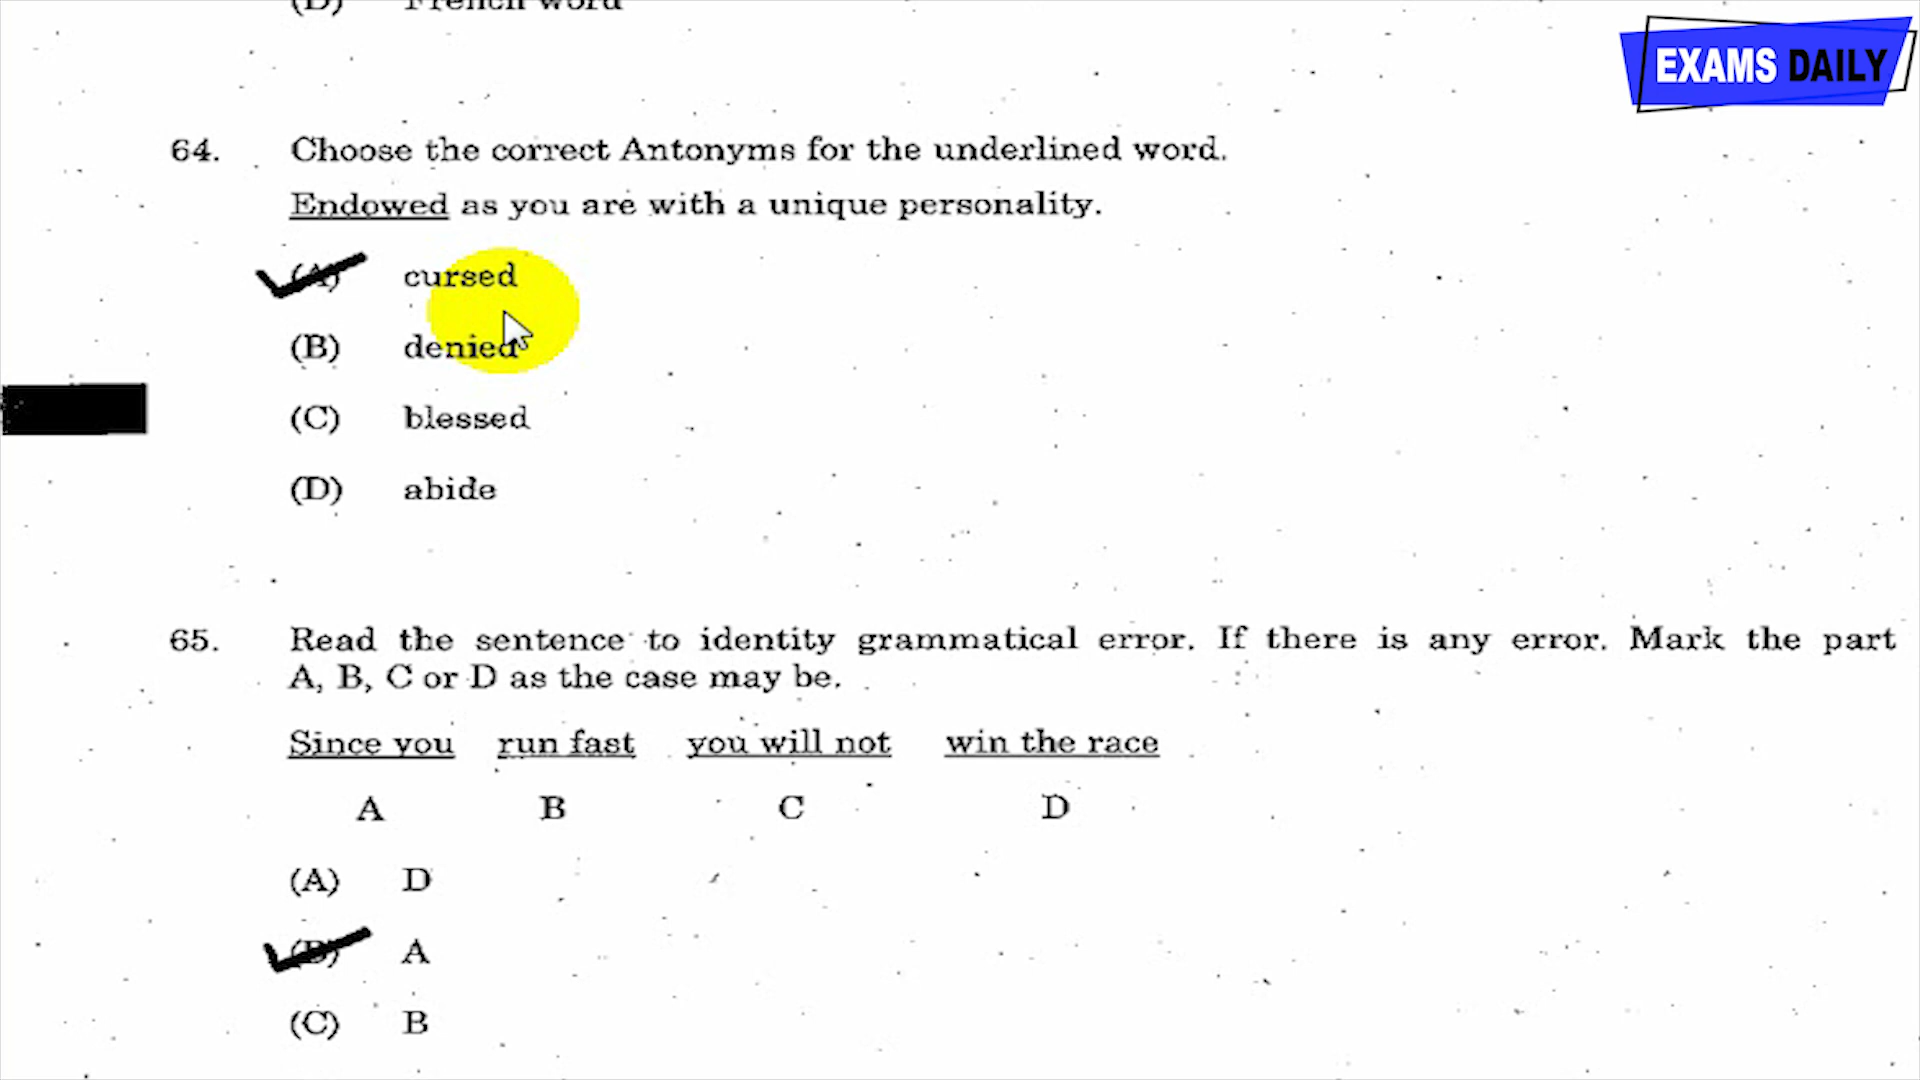 (D) French word
EXAMS DAILY
64. Choose the correct Antonyms for the underlined word.
Endowed as you are with a unique personality.
(A) cursed
(B) denied
(C) blessed
(D) abide
65. Read the sentence to identity grammatical error. If there is any error. Mark the part
A, B, C or D as the case may be.
Since you run fast you will not win the race
A B C D
(A) D
(B) A
(C) B